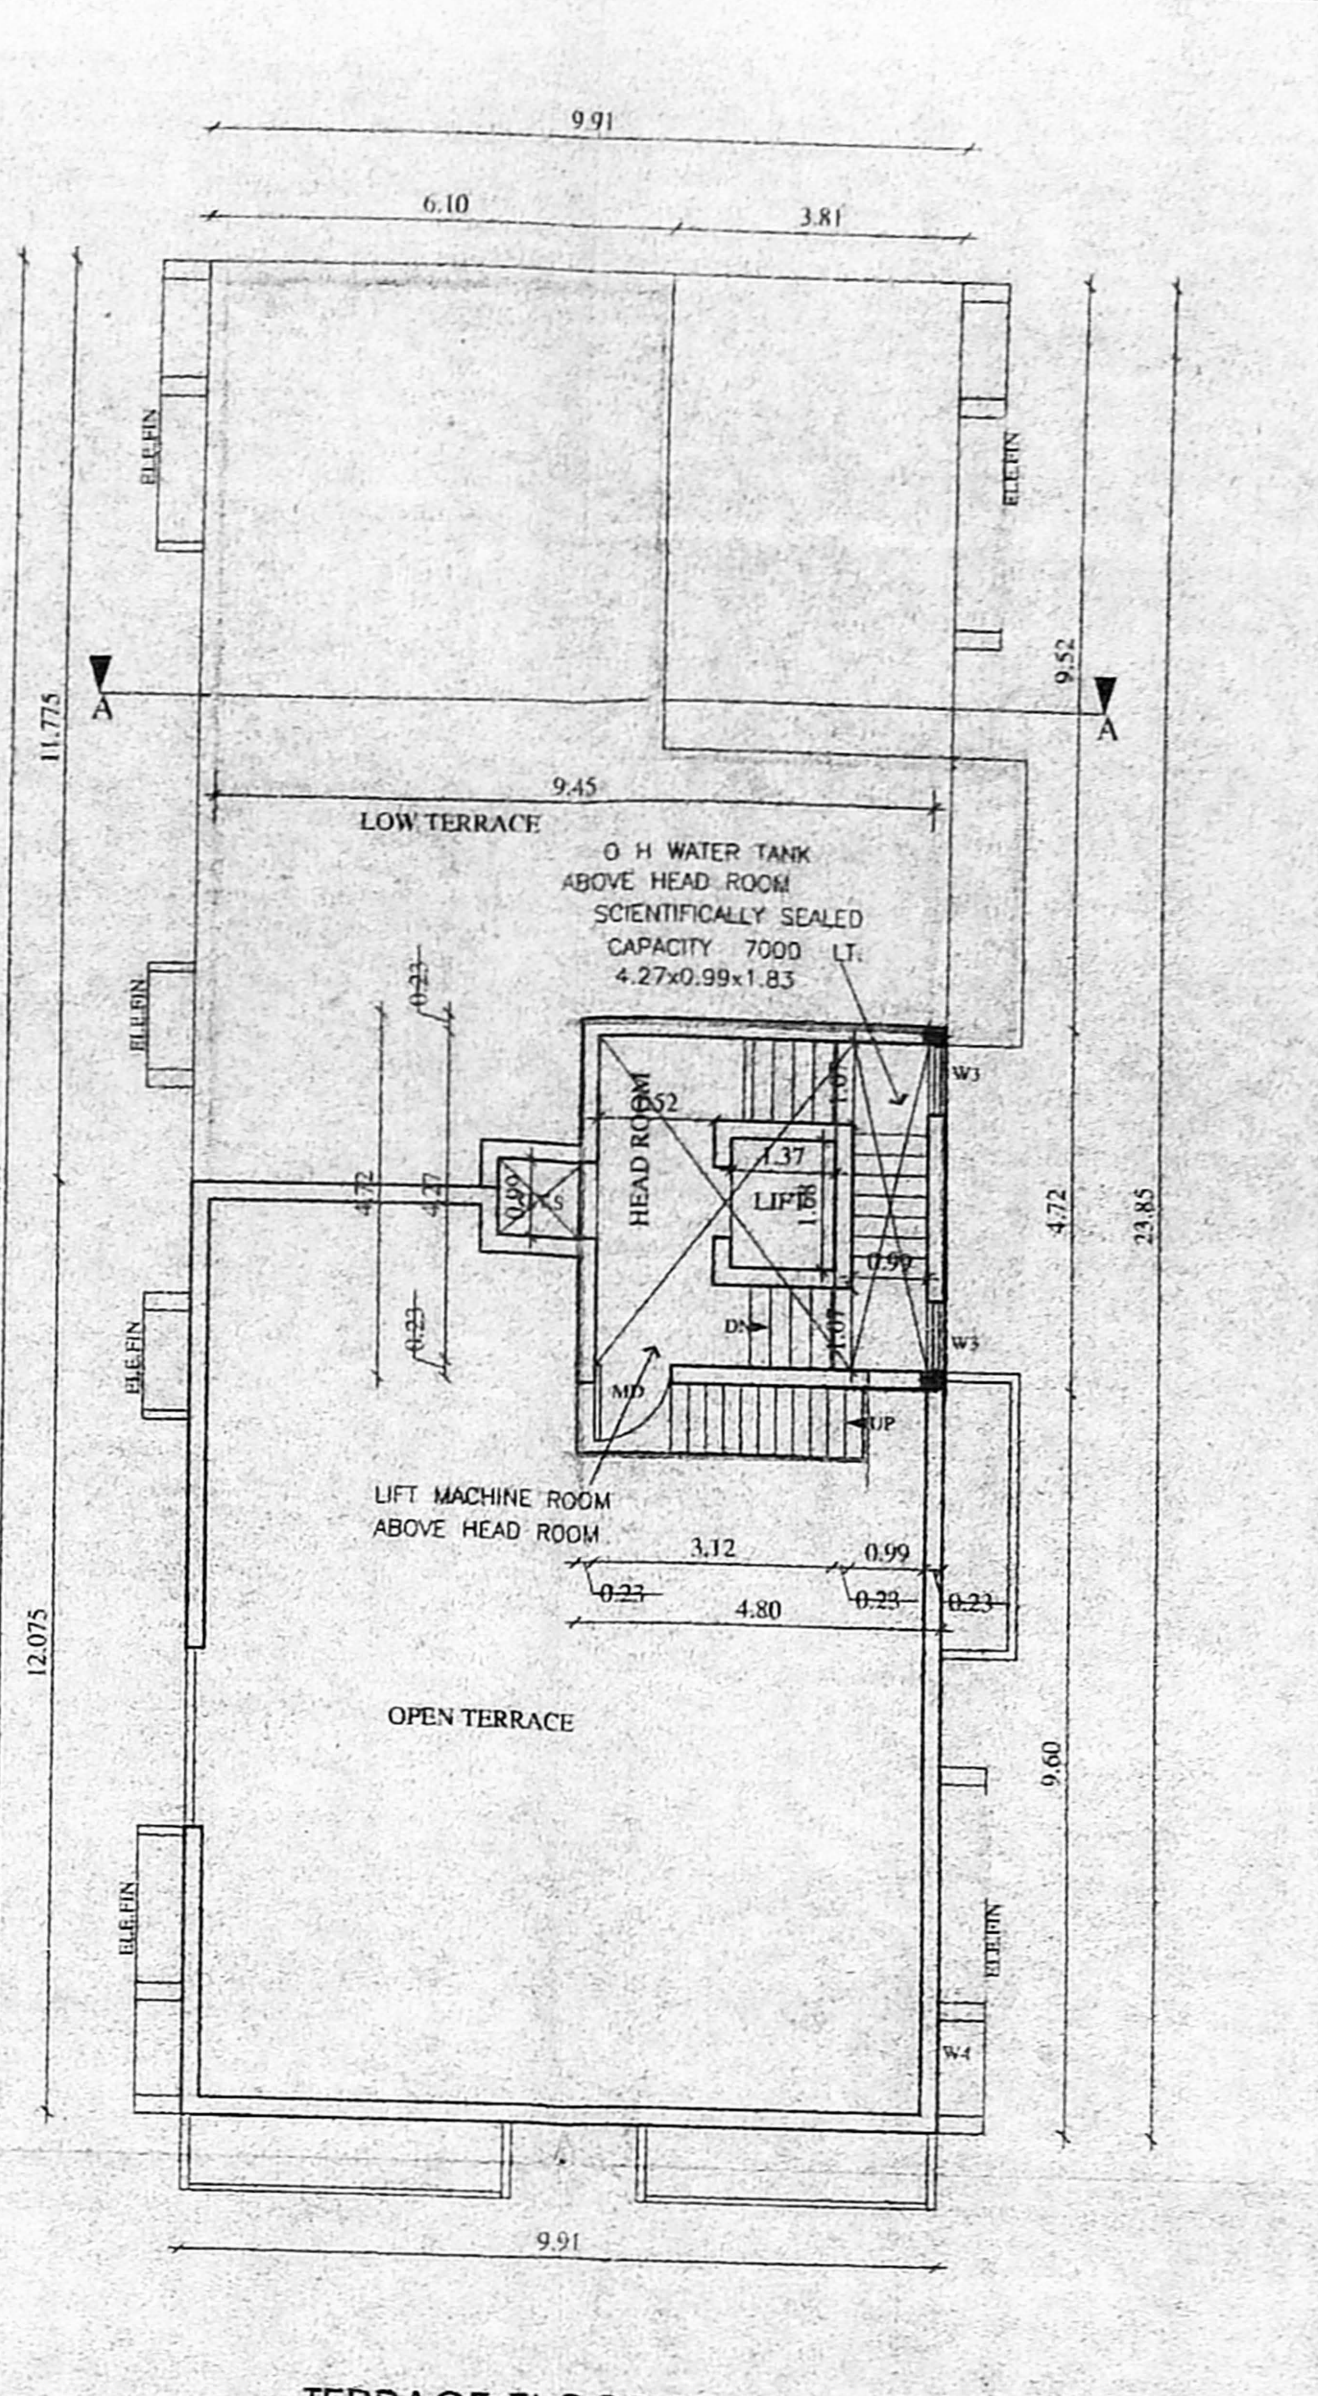 9.91
6.10
3.81
ELE.FIN
ELE.FIN
9.52
11.775
A
A
9.45
LOW TERRACE
O H WATER TANK
ABOVE HEAD ROOM
SCIENTIFICALLY SEALED
CAPACITY 7000 LT.
4.27x0.99x1.83
0.23
ELE.FIN
W3
1.07
HEAD ROOM
1.37
LIFT
4.72
4.27
0.99
4.72
23.85
0.99
0.23
DN
1.07
W3
ELE.FIN
MD
UP
LIFT MACHINE ROOM
ABOVE HEAD ROOM
3.12
0.99
0.23
0.23
0.23
4.80
12.075
OPEN TERRACE
9.60
ELE.FIN
ELE.FIN
W4
9.91